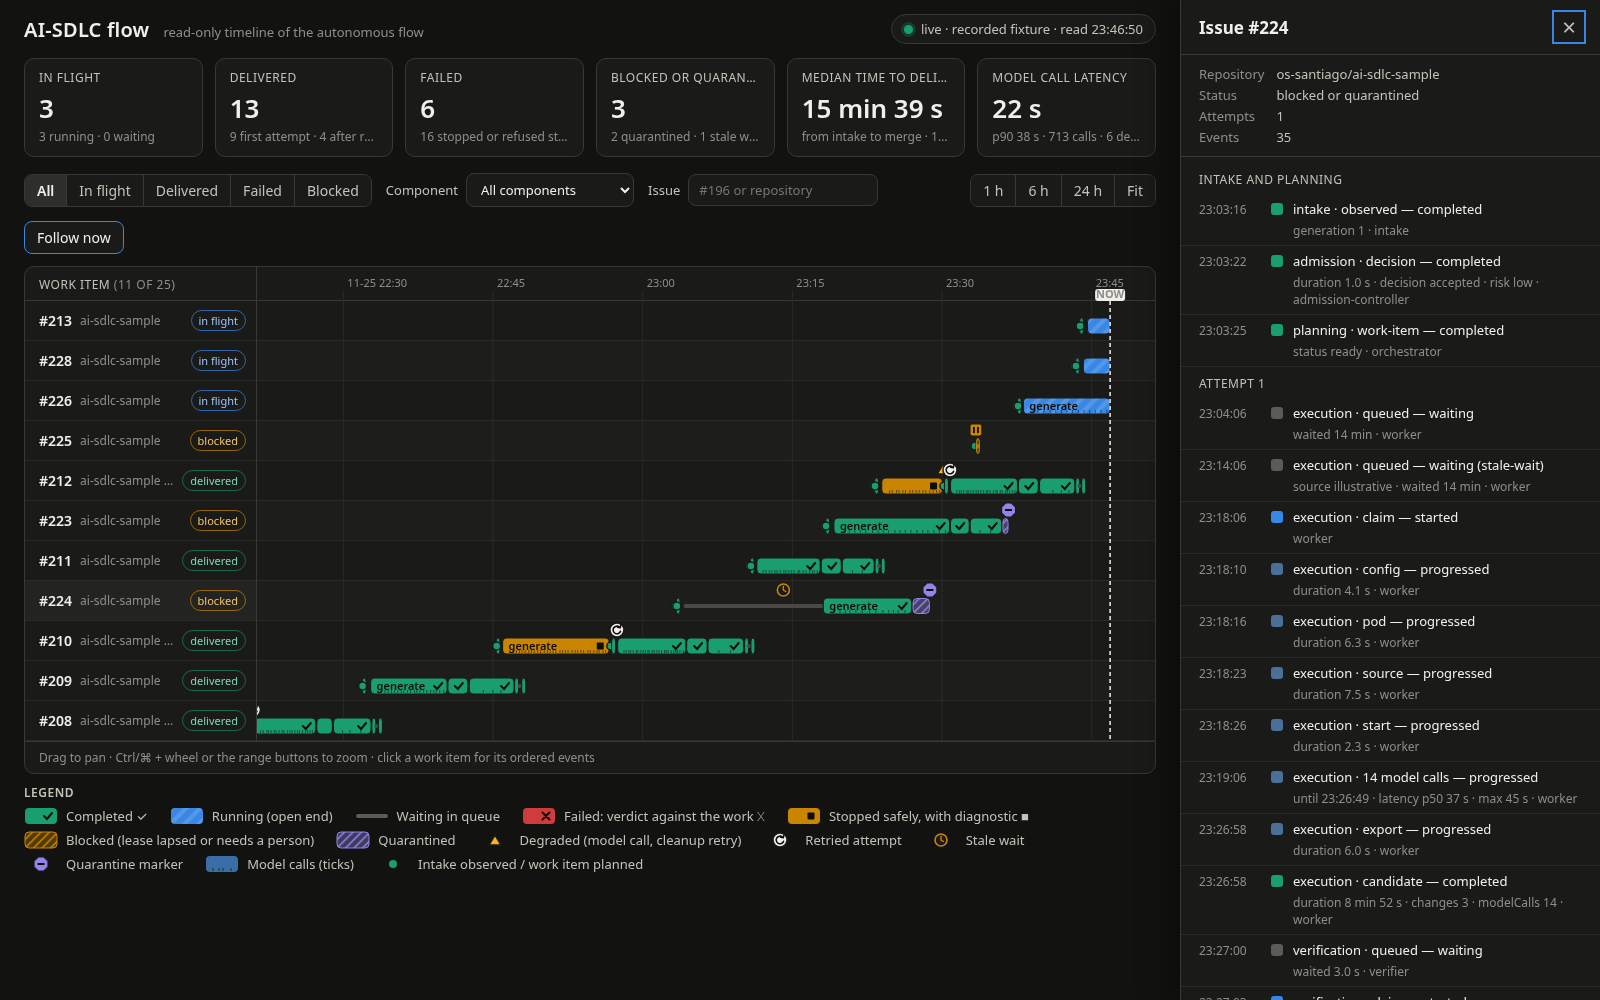 AI-SDLC flow
read-only timeline of the autonomous flow
live · recorded fixture · read 23:46:50
IN FLIGHT
3
3 running · 0 waiting
DELIVERED
13
9 first attempt · 4 after r...
FAILED
6
16 stopped or refused st...
BLOCKED OR QUARAN...
3
2 quarantined · 1 stale w...
MEDIAN TIME TO DELI...
15 min 39 s
from intake to merge · 1...
MODEL CALL LATENCY
22 s
p90 38 s · 713 calls · 6 de...
All
In flight
Delivered
Failed
Blocked
Component
All components
Issue
#196 or repository
1 h
6 h
24 h
Fit
Follow now
WORK ITEM (11 OF 25)
11-25 22:30
22:45
23:00
23:15
23:30
23:45
NOW
#213 ai-sdlc-sample in flight
#228 ai-sdlc-sample in flight
#226 ai-sdlc-sample in flight
generate
#225 ai-sdlc-sample blocked
#212 ai-sdlc-sample ... delivered
#223 ai-sdlc-sample blocked
generate
#211 ai-sdlc-sample delivered
#224 ai-sdlc-sample blocked
generate
#210 ai-sdlc-sample ... delivered
generate
#209 ai-sdlc-sample delivered
generate
#208 ai-sdlc-sample ... delivered
Drag to pan · Ctrl/⌘ + wheel or the range buttons to zoom · click a work item for its ordered events
LEGEND
Completed ✓
Running (open end)
Waiting in queue
Failed: verdict against the work ╳
Stopped safely, with diagnostic ■
Blocked (lease lapsed or needs a person)
Quarantined
Degraded (model call, cleanup retry)
Retried attempt
Stale wait
Quarantine marker
Model calls (ticks)
Intake observed / work item planned
Issue #224
✕
Repository os-santiago/ai-sdlc-sample
Status blocked or quarantined
Attempts 1
Events 35
INTAKE AND PLANNING
23:03:16 intake · observed — completed
generation 1 · intake
23:03:22 admission · decision — completed
duration 1.0 s · decision accepted · risk low ·
admission-controller
23:03:25 planning · work-item — completed
status ready · orchestrator
ATTEMPT 1
23:04:06 execution · queued — waiting
waited 14 min · worker
23:14:06 execution · queued — waiting (stale-wait)
source illustrative · waited 14 min · worker
23:18:06 execution · claim — started
worker
23:18:10 execution · config — progressed
duration 4.1 s · worker
23:18:16 execution · pod — progressed
duration 6.3 s · worker
23:18:23 execution · source — progressed
duration 7.5 s · worker
23:18:26 execution · start — progressed
duration 2.3 s · worker
23:19:06 execution · 14 model calls — progressed
until 23:26:49 · latency p50 37 s · max 45 s · worker
23:26:58 execution · export — progressed
duration 6.0 s · worker
23:26:58 execution · candidate — completed
duration 8 min 52 s · changes 3 · modelCalls 14 ·
worker
23:27:00 verification · queued — waiting
waited 3.0 s · verifier